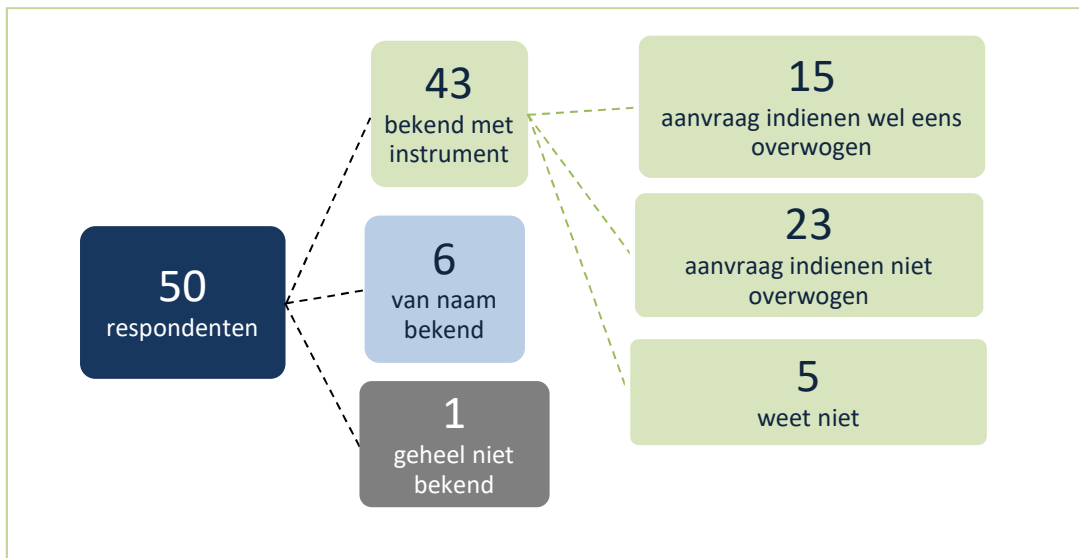 50
respondenten
43
bekend met
instrument
6
van naam
bekend
1
geheel niet
bekend
15
aanvraag indienen wel eens
overwogen
23
aanvraag indienen niet
overwogen
5
weet niet